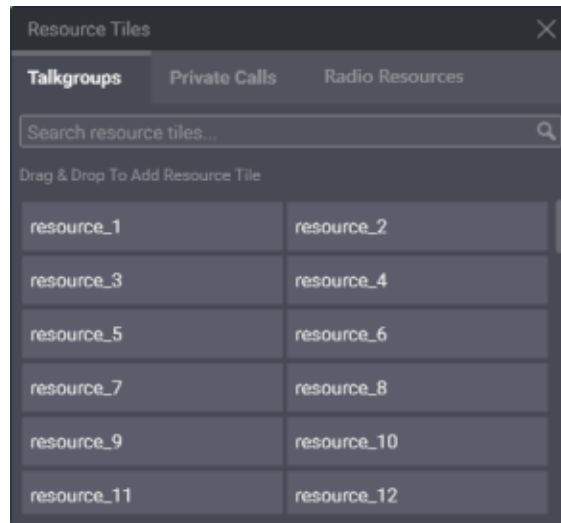 Resource Tiles
Talkgroups Private Calls Radio Resources
Search resource tiles...
Drag & Drop To Add Resource Tile
resource_1 resource_2
resource_3 resource_4
resource_5 resource_6
resource_7 resource_8
resource_9 resource_10
resource_11 resource_12